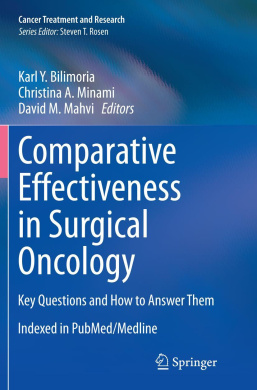 Cancer Treatment and Research
Series Editor: Steven T. Rosen
Karl Y. Bilimoria
Christina A. Minami
David M. Mahvi Editors
Comparative
Effectiveness
in Surgical
Oncology
Key Questions and How to Answer Them
Indexed in PubMed/Medline
Springer